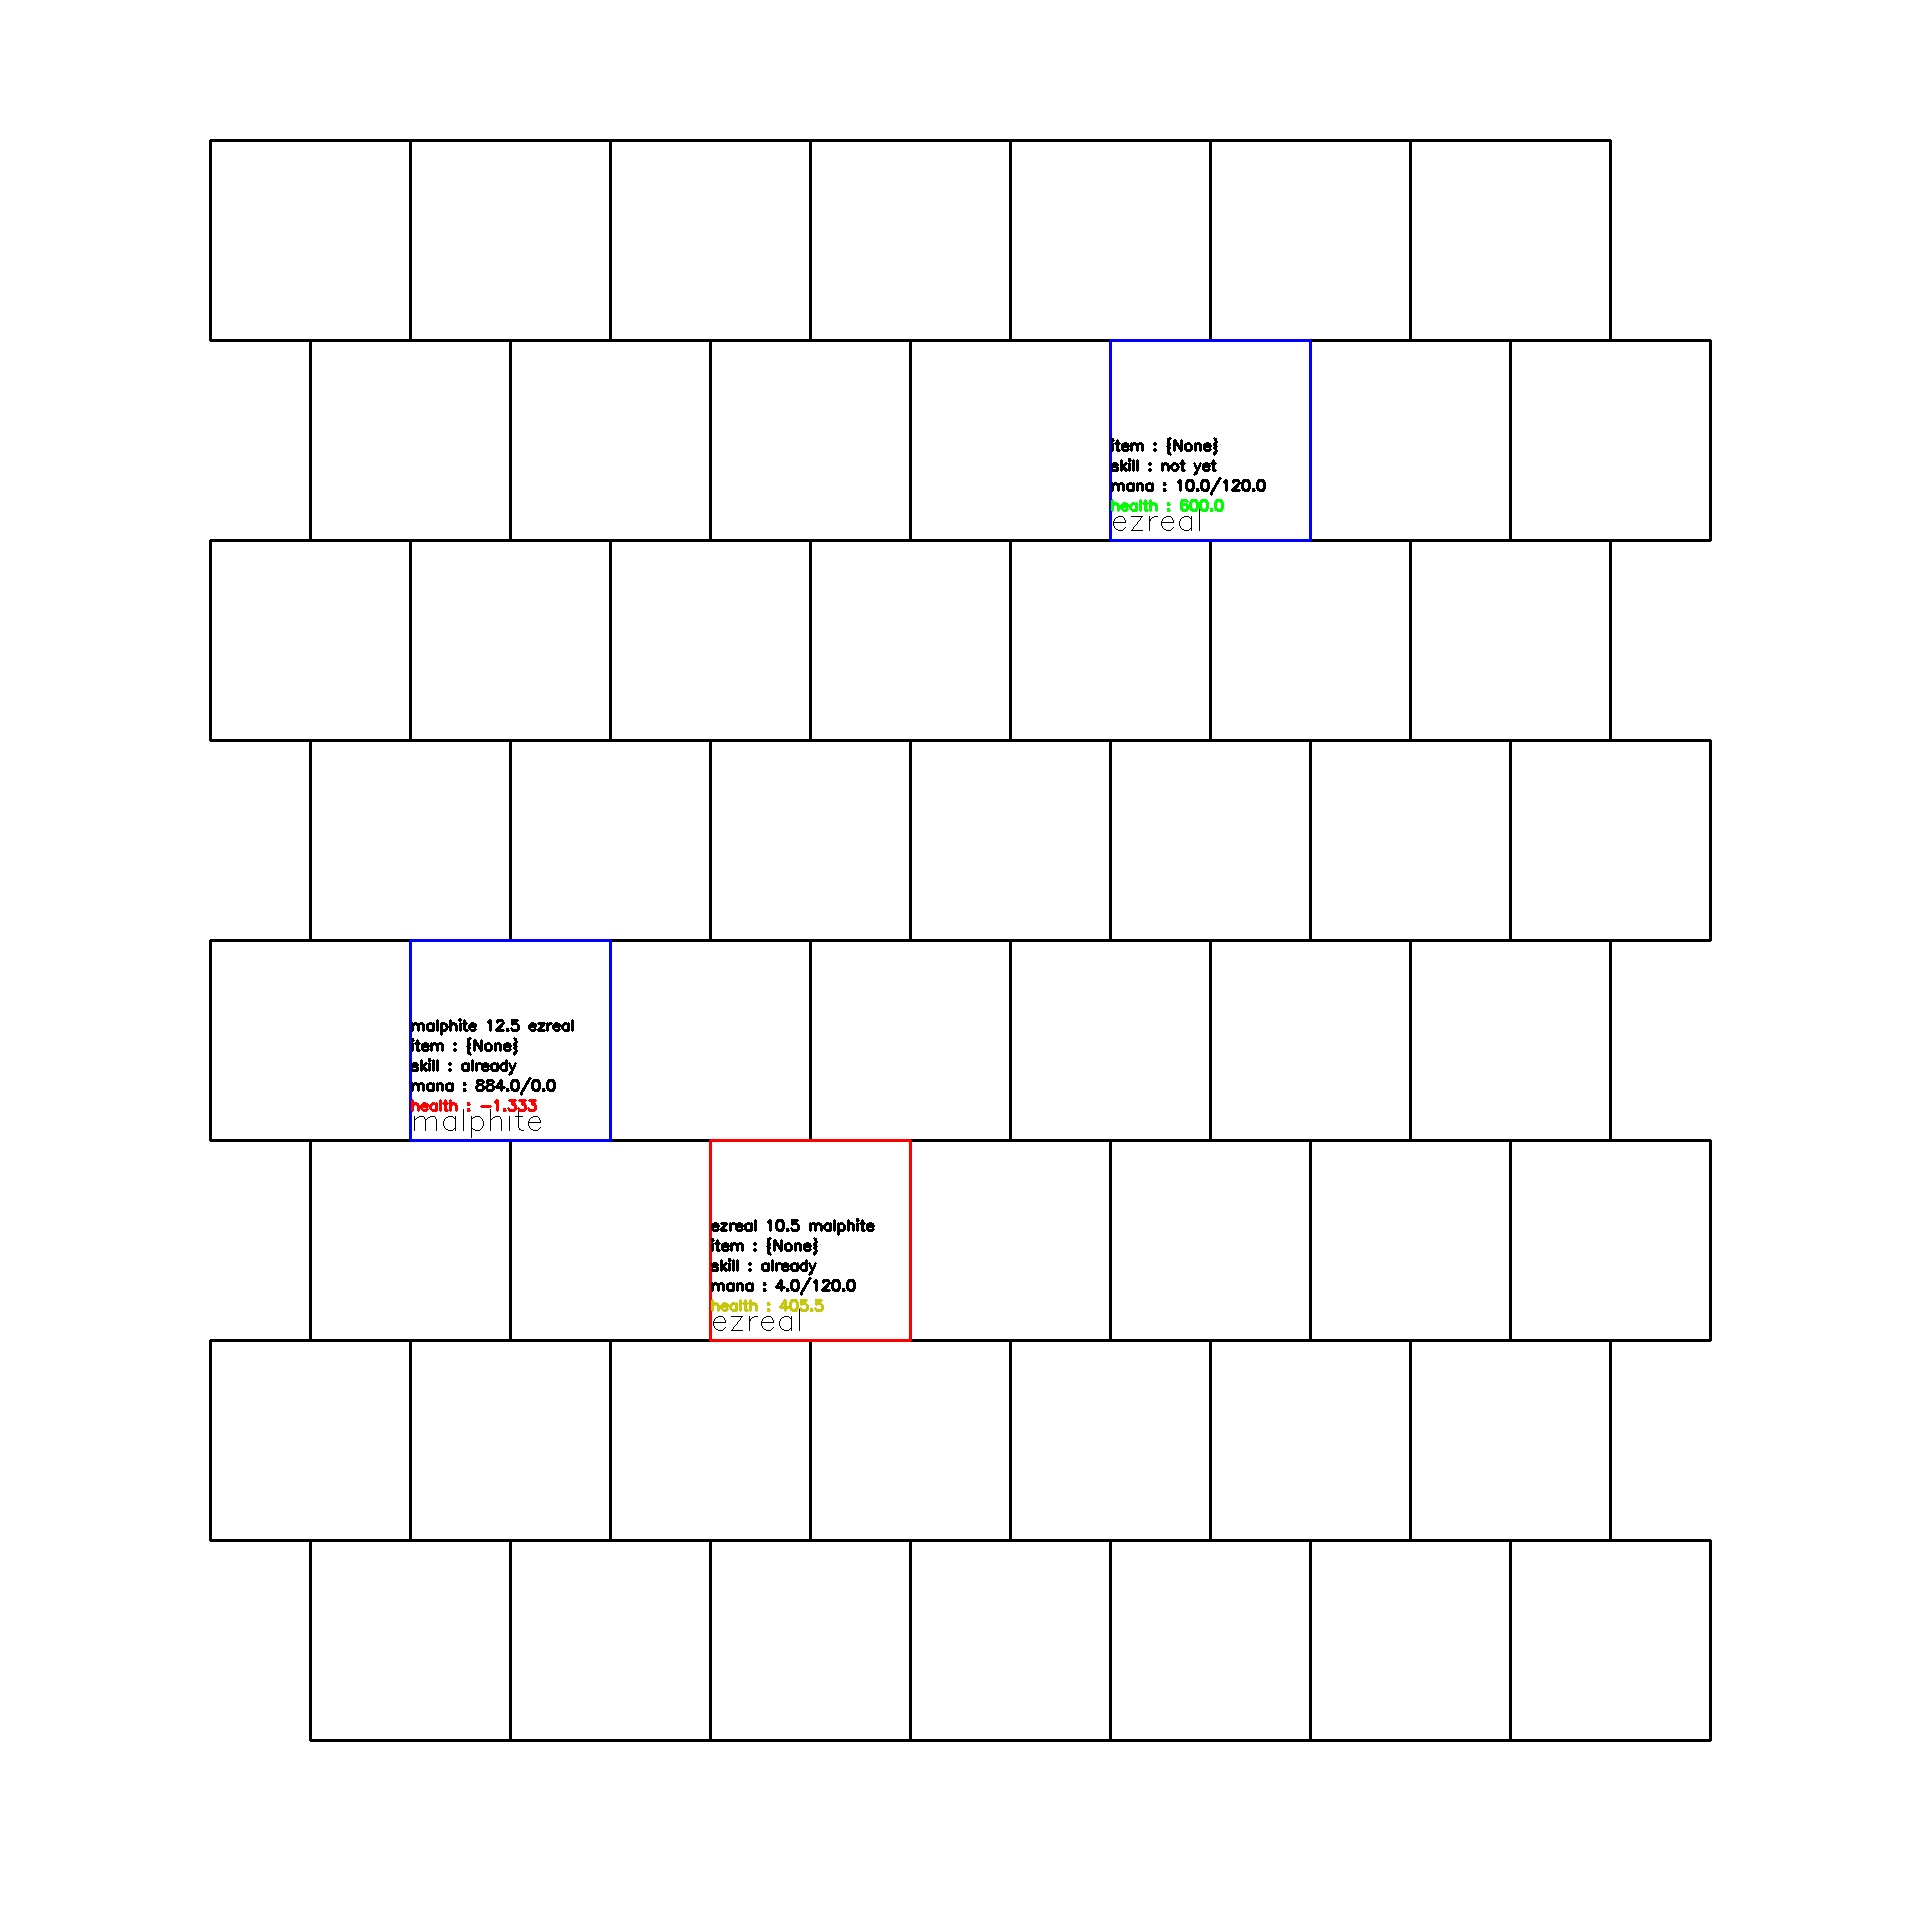 item : {None}
skill : not yet
mana : 10.0/120.0
health : 600.0
ezreal
malphite 12.5 ezreal
item : {None}
skill : already
mana : 884.0/0.0
health : -1.333
malphite
ezreal 10.5 malphite
item : {None}
skill : already
mana : 4.0/120.0
health : 405.5
ezreal